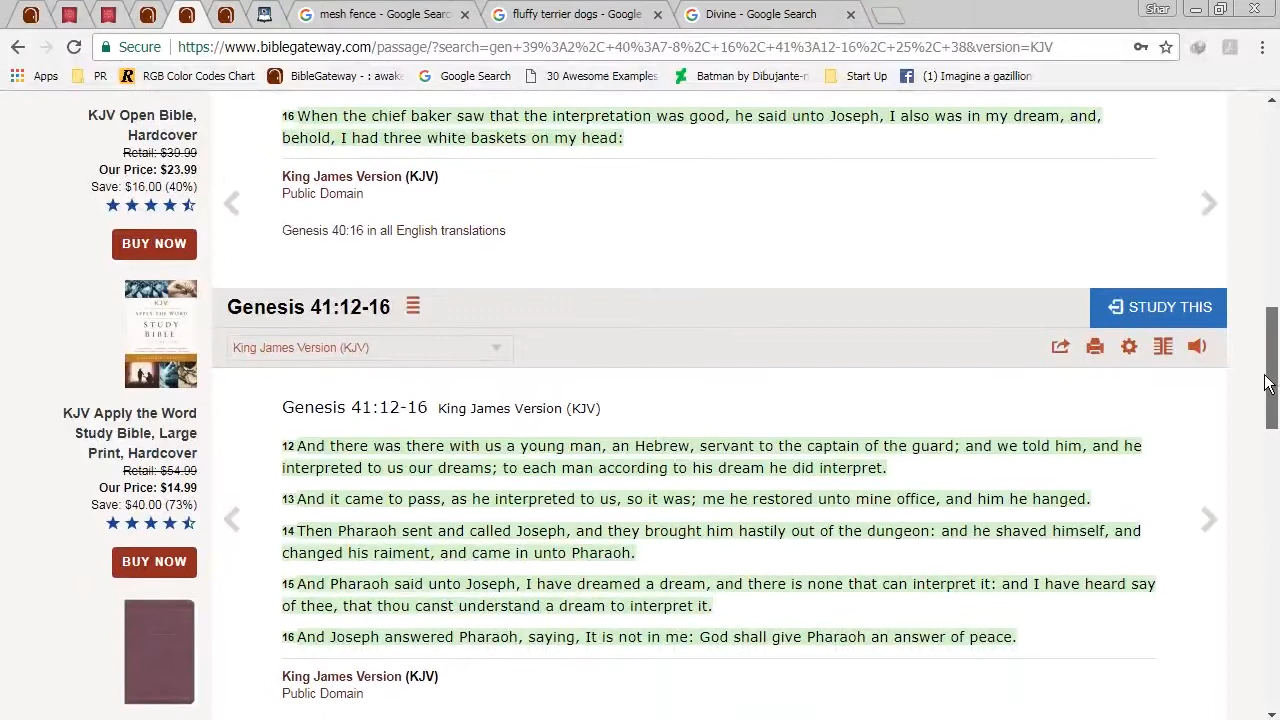 mesh fence - Google Searc
fluffy terrier dogs - Google
Divine - Google Search
Shar
Secure https://www.biblegateway.com/passage/?search=gen+39%3A2%2C+40%3A7-8%2C+16%2C+41%3A12-16%2C+25%2C+38&version=KJV
Apps PR RGB Color Codes Chart BibleGateway - : awak Google Search 30 Awesome Examples Batman by Dibujante-n Start Up (1) Imagine a gazillion
KJV Open Bible,
Hardcover
Retail: $39.99
Our Price: $23.99
Save: $16.00 (40%)
BUY NOW
KJV
APPLY THE WORD
STUDY
BIBLE
KJV Apply the Word
Study Bible, Large
Print, Hardcover
Retail: $54.99
Our Price: $14.99
Save: $40.00 (73%)
BUY NOW
16 When the chief baker saw that the interpretation was good, he said unto Joseph, I also was in my dream, and,
behold, I had three white baskets on my head:
King James Version (KJV)
Public Domain
Genesis 40:16 in all English translations
Genesis 41:12-16
STUDY THIS
King James Version (KJV)
Genesis 41:12-16 King James Version (KJV)
12 And there was there with us a young man, an Hebrew, servant to the captain of the guard; and we told him, and he
interpreted to us our dreams; to each man according to his dream he did interpret.
13 And it came to pass, as he interpreted to us, so it was; me he restored unto mine office, and him he hanged.
14 Then Pharaoh sent and called Joseph, and they brought him hastily out of the dungeon: and he shaved himself, and
changed his raiment, and came in unto Pharaoh.
15 And Pharaoh said unto Joseph, I have dreamed a dream, and there is none that can interpret it: and I have heard say
of thee, that thou canst understand a dream to interpret it.
16 And Joseph answered Pharaoh, saying, It is not in me: God shall give Pharaoh an answer of peace.
King James Version (KJV)
Public Domain